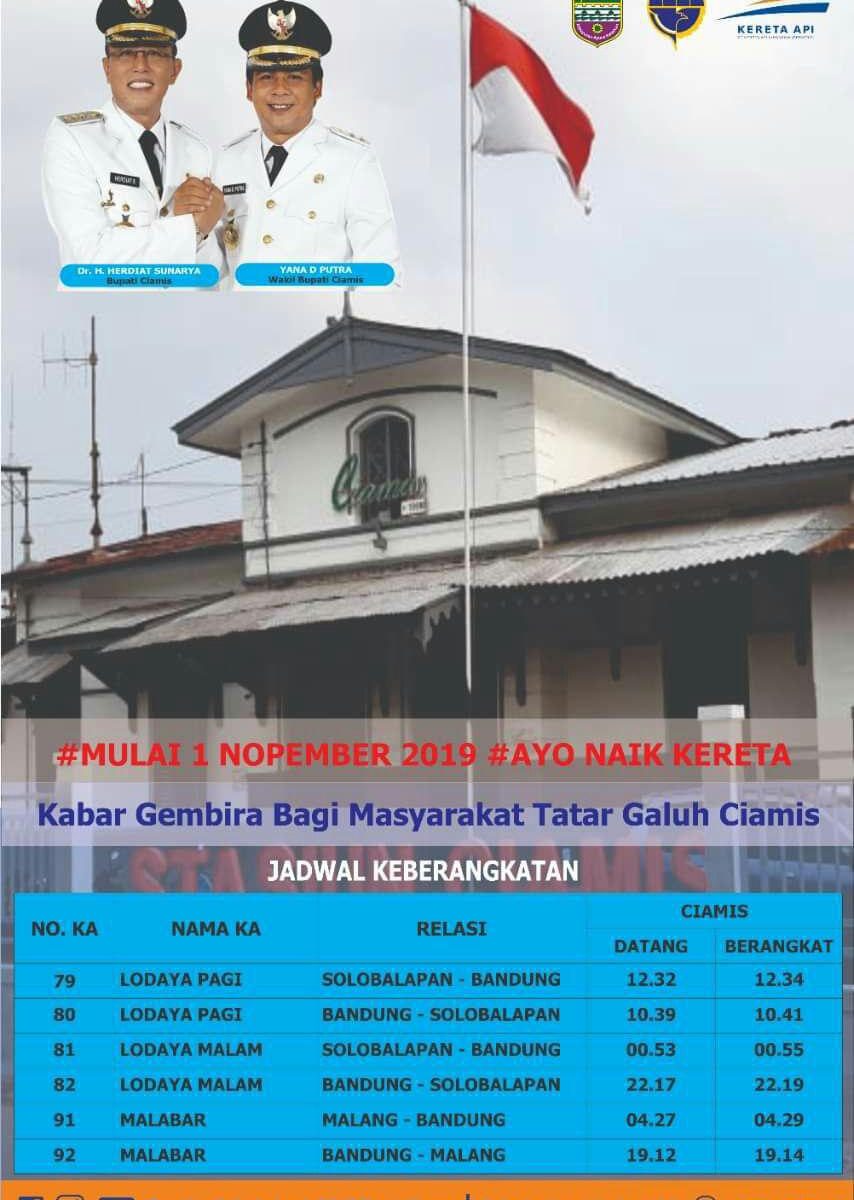 KERETA API
HERDIAT S
YANA D PUTRA
Dr. H. HERDIAT SUNARYA
Bupati Ciamis
YANA D PUTRA
Wakil Bupati Ciamis
Ciamis
#MULAI 1 NOPEMBER 2019 #AYO NAIK KERETA
Kabar Gembira Bagi Masyarakat Tatar Galuh Ciamis
STASIUN CIAMIS
JADWAL KEBERANGKATAN
NO. KA NAMA KA RELASI CIAMIS
DATANG BERANGKAT
79 LODAYA PAGI SOLOBALAPAN - BANDUNG 12.32 12.34
80 LODAYA PAGI BANDUNG - SOLOBALAPAN 10.39 10.41
81 LODAYA MALAM SOLOBALAPAN - BANDUNG 00.53 00.55
82 LODAYA MALAM BANDUNG - SOLOBALAPAN 22.17 22.19
91 MALABAR MALANG - BANDUNG 04.27 04.29
92 MALABAR BANDUNG - MALANG 19.12 19.14